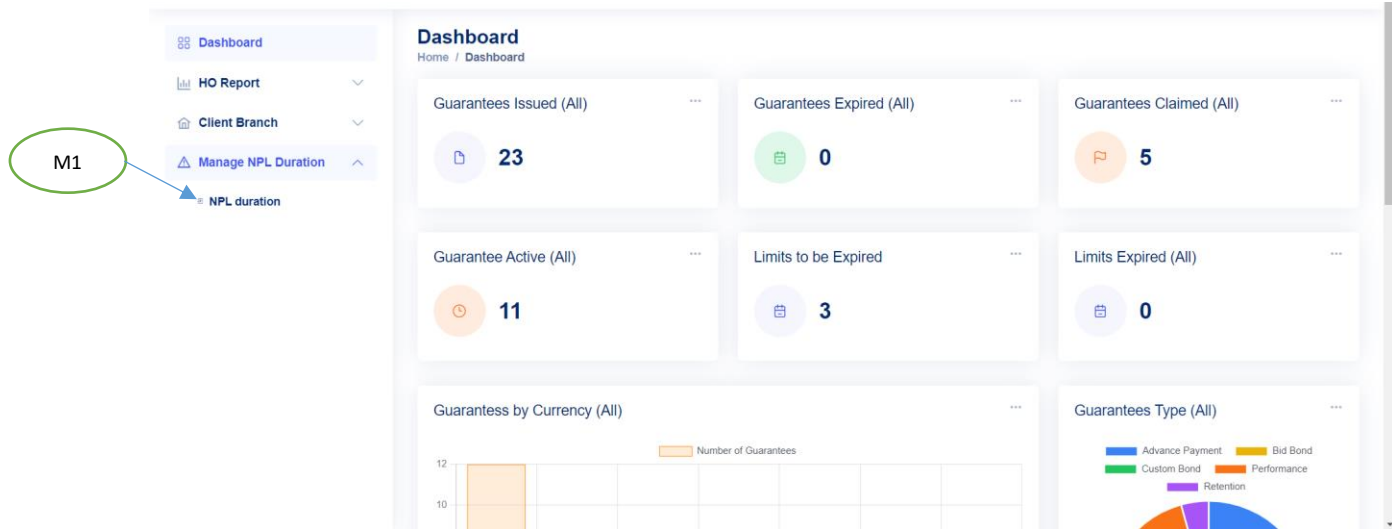 Dashboard
HO Report
Client Branch
Manage NPL Duration
NPL duration
M1
Dashboard
Home / Dashboard
Guarantees Issued (All)
23
Guarantees Expired (All)
0
Guarantees Claimed (All)
5
Guarantee Active (All)
11
Limits to be Expired
3
Limits Expired (All)
0
Guarantess by Currency (All)
Number of Guarantees
12
10
Guarantees Type (All)
Advance Payment Bid Bond
Custom Bond Performance
Retention